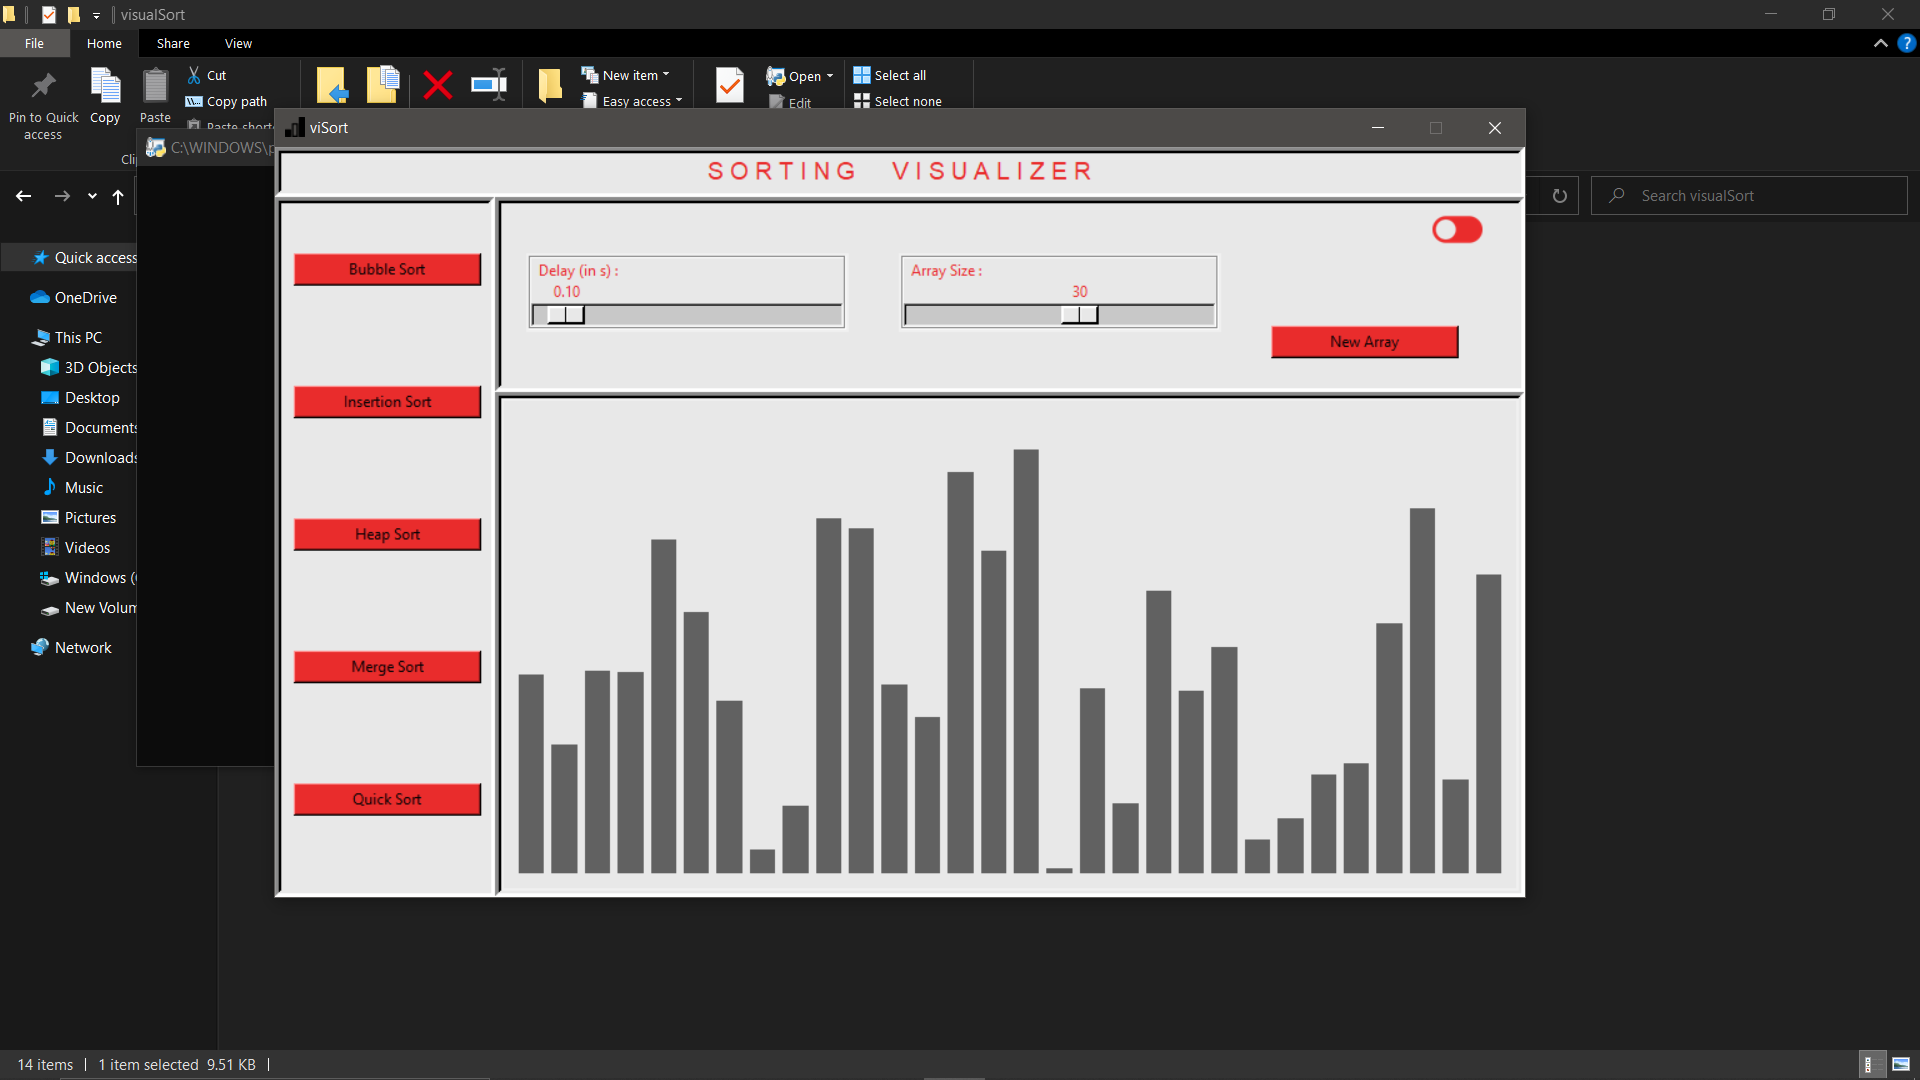 visualSort
File Home Share View
Pin to Quick access
Copy
Paste
Cut
Copy path
New item
Easy access
Open
Edit
Select all
Select none
viSort
C:\WINDOWS\
SORTING VISUALIZER
Search visualSort
Quick access
OneDrive
This PC
3D Objects
Desktop
Documents
Downloads
Music
Pictures
Videos
Windows (
New Volum
Network
Bubble Sort
Insertion Sort
Heap Sort
Merge Sort
Quick Sort
Delay (in s) :
0.10
Array Size :
30
New Array
14 items 1 item selected 9.51 KB